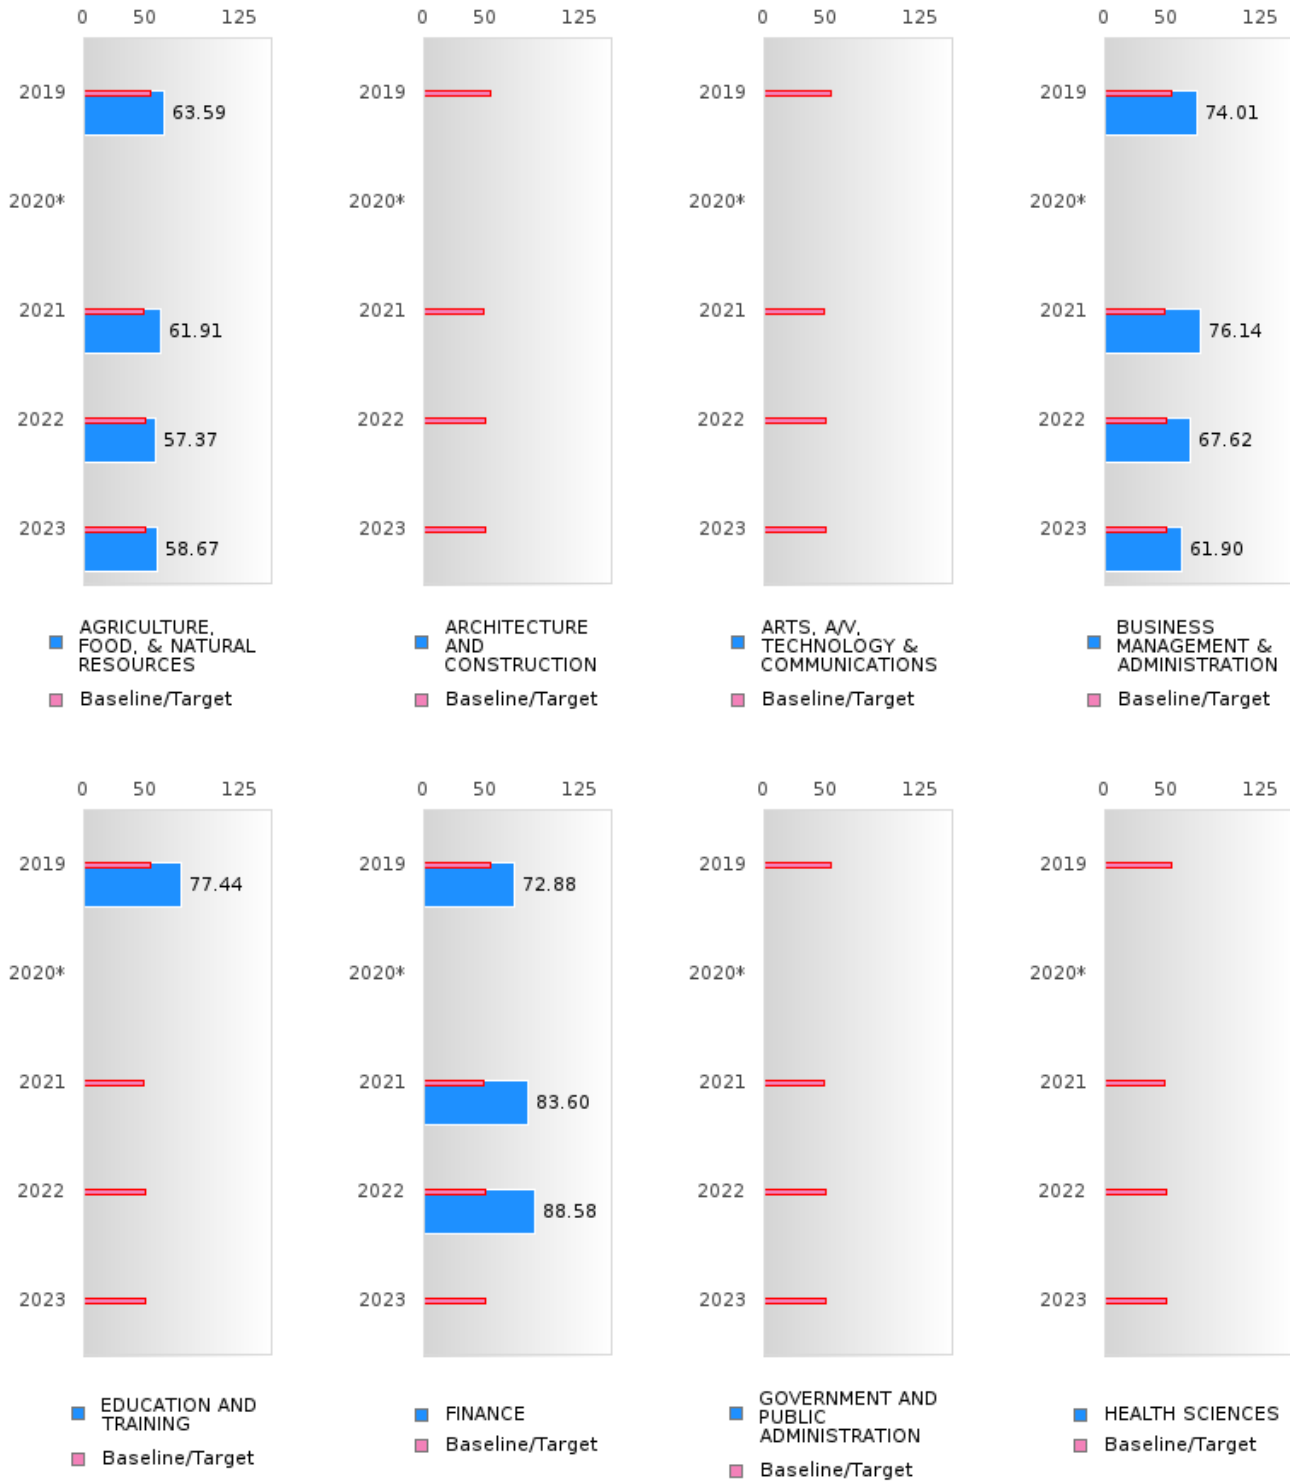 0 50 125
0 50 125
0 50 125
0 50 125
2019 63.59
2020*
2021 61.91
2022 57.37
2023 58.67
AGRICULTURE,
FOOD, & NATURAL
RESOURCES
Baseline/Target
2019
2020*
2021
2022
2023
ARCHITECTURE
AND
CONSTRUCTION
Baseline/Target
2019
2020*
2021
2022
2023
ARTS, A/V,
TECHNOLOGY &
COMMUNICATIONS
Baseline/Target
2019 74.01
2020*
2021 76.14
2022 67.62
2023 61.90
BUSINESS
MANAGEMENT &
ADMINISTRATION
Baseline/Target
0 50 125
0 50 125
0 50 125
0 50 125
2019 77.44
2020*
2021
2022
2023
EDUCATION AND
TRAINING
Baseline/Target
2019 72.88
2020*
2021 83.60
2022 88.58
2023
FINANCE
Baseline/Target
2019
2020*
2021
2022
2023
GOVERNMENT AND
PUBLIC
ADMINISTRATION
Baseline/Target
2019
2020*
2021
2022
2023
HEALTH SCIENCES
Baseline/Target